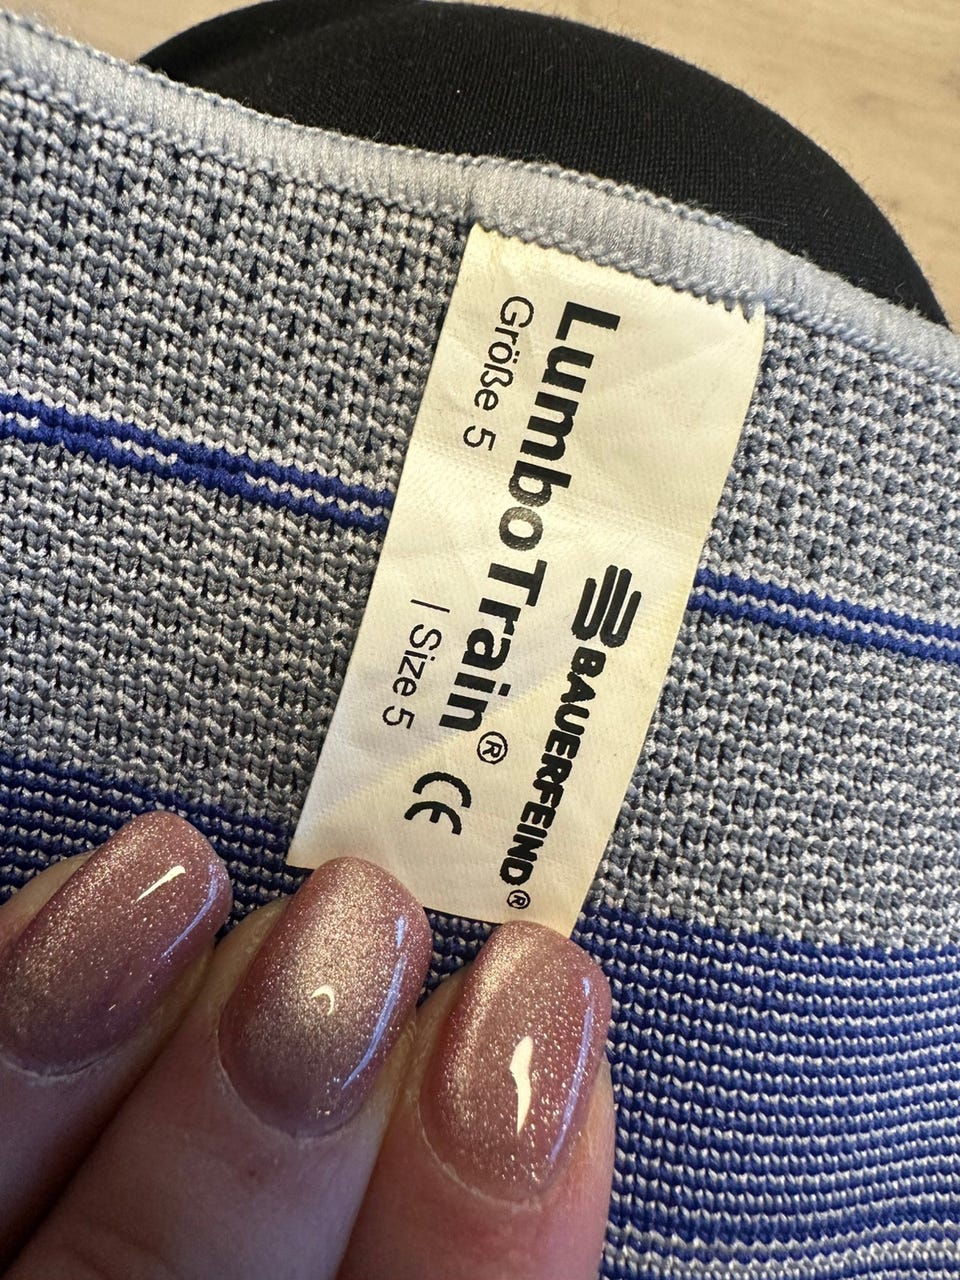 BAUERFEIND®
LumboTrain® CE
Größe 5 | Size 5